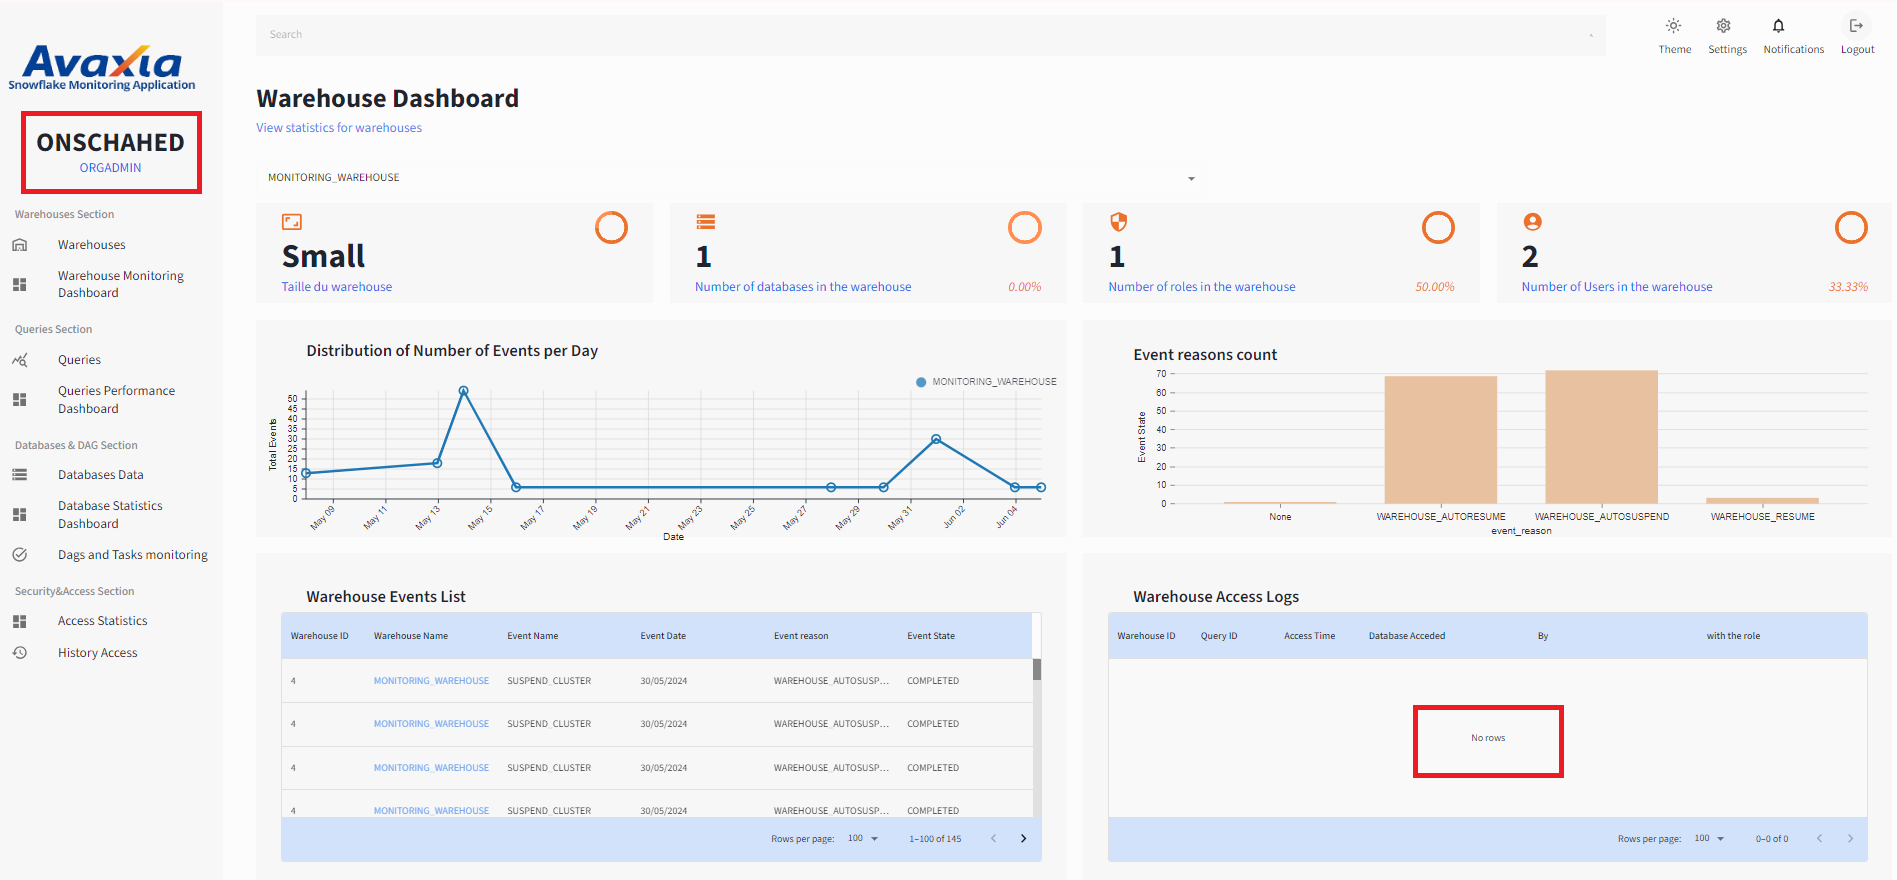 Avaxia
Snowflake Monitoring Application
ONSCHAHED
ORGADMIN
Warehouses Section
Warehouses
Warehouse Monitoring
Dashboard
Queries Section
Queries
Queries Performance
Dashboard
Databases & DAG Section
Databases Data
Database Statistics
Dashboard
Dags and Tasks monitoring
Security&Access Section
Access Statistics
History Access
Search
Theme
Settings
Notifications
Logout
Warehouse Dashboard
View statistics for warehouses
MONITORING_WAREHOUSE
Small
Taille du warehouse
1
Number of databases in the warehouse
0.00%
1
Number of roles in the warehouse
50.00%
2
Number of Users in the warehouse
33.33%
Distribution of Number of Events per Day
MONITORING_WAREHOUSE
Total Events
50
45
40
35
30
25
20
15
10
5
0
May 09
May 11
May 13
May 15
May 17
May 19
May 21
May 23
May 25
May 27
May 29
May 31
Jun 02
Jun 04
Date
Event reasons count
Event State
70
60
50
40
30
20
10
0
None
WAREHOUSE_AUTORESUME
WAREHOUSE_AUTOSUSPEND
WAREHOUSE_RESUME
event_reason
Warehouse Events List
Warehouse ID Warehouse Name Event Name Event Date Event reason Event State
4 MONITORING_WAREHOUSE SUSPEND_CLUSTER 30/05/2024 WAREHOUSE_AUTOSUSP... COMPLETED
4 MONITORING_WAREHOUSE SUSPEND_CLUSTER 30/05/2024 WAREHOUSE_AUTOSUSP... COMPLETED
4 MONITORING_WAREHOUSE SUSPEND_CLUSTER 30/05/2024 WAREHOUSE_AUTOSUSP... COMPLETED
4 MONITORING_WAREHOUSE SUSPEND_CLUSTER 30/05/2024 WAREHOUSE_AUTOSUSP... COMPLETED
Rows per page: 100 1–100 of 145
Warehouse Access Logs
Warehouse ID Query ID Access Time Database Acceded By with the role
No rows
Rows per page: 100 0–0 of 0